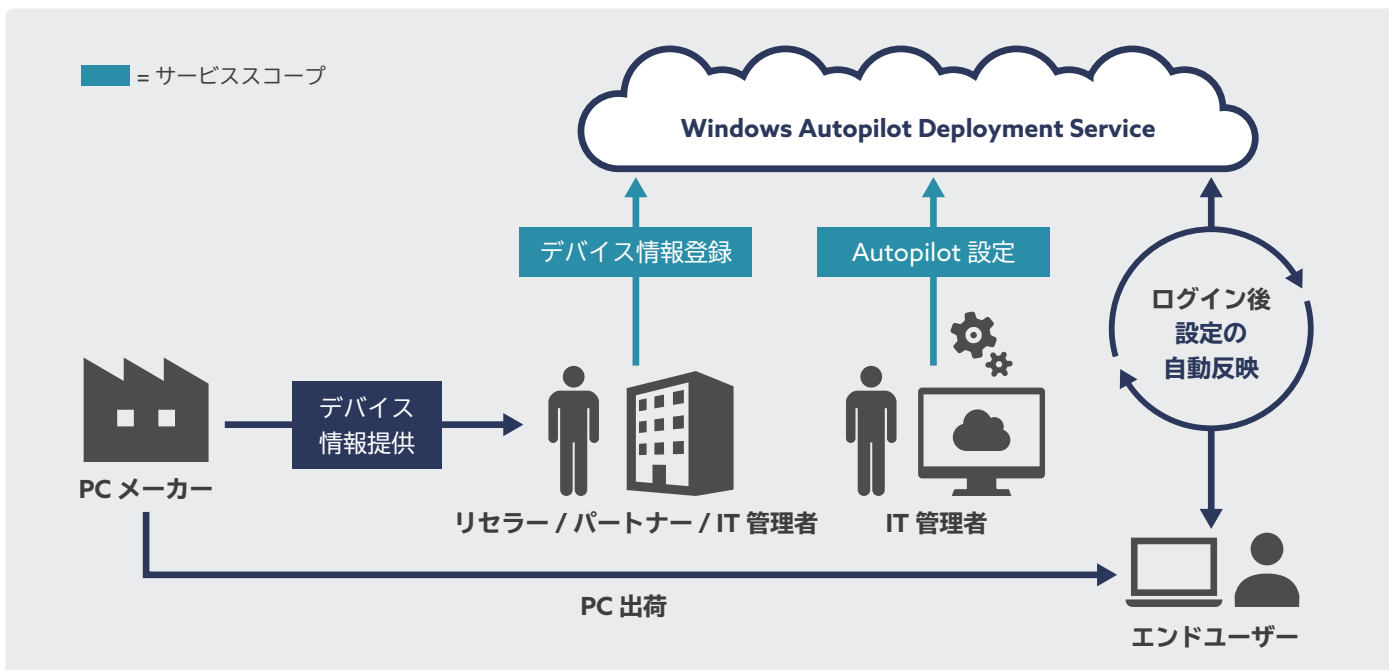 = サービススコープ
Windows Autopilot Deployment Service
デバイス情報登録
Autopilot 設定
ログイン後
設定の
自動反映
デバイス
情報提供
PC メーカー
リセラー / パートナー / IT 管理者
IT 管理者
PC 出荷
エンドユーザー